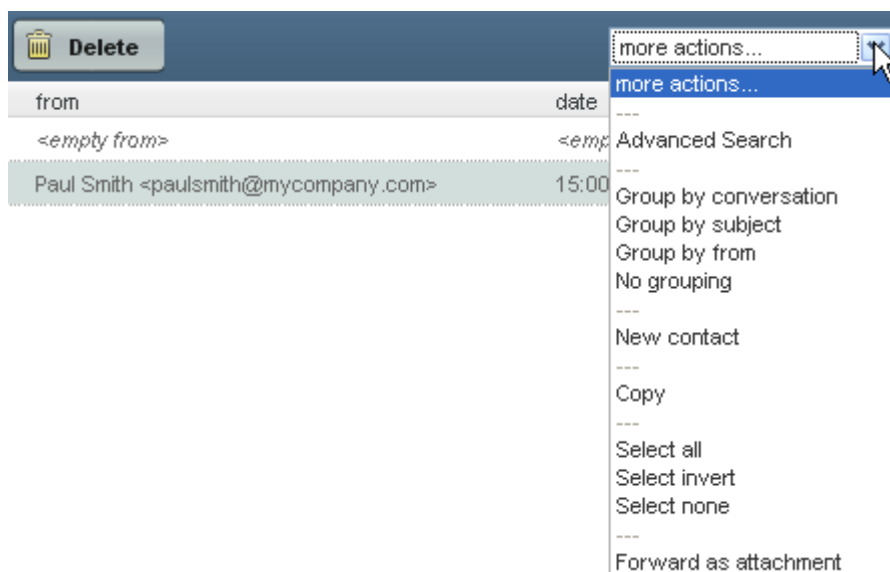 Delete
more actions...
more actions...
from
date
---
<empty from>
<emp
Advanced Search
---
Paul Smith <paulsmith@mycompany.com>
15:00
Group by conversation
Group by subject
Group by from
No grouping
---
New contact
---
Copy
---
Select all
Select invert
Select none
---
Forward as attachment